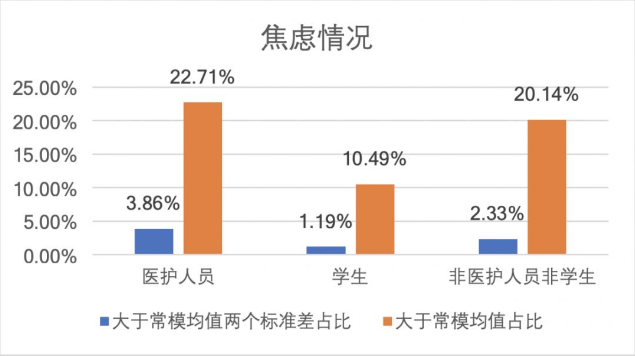 焦虑情况
25.00%
20.00%
15.00%
10.00%
5.00%
0.00%
3.86%
22.71%
1.19%
10.49%
2.33%
20.14%
医护人员
学生
非医护人员非学生
大于常模均值两个标准差占比
大于常模均值占比